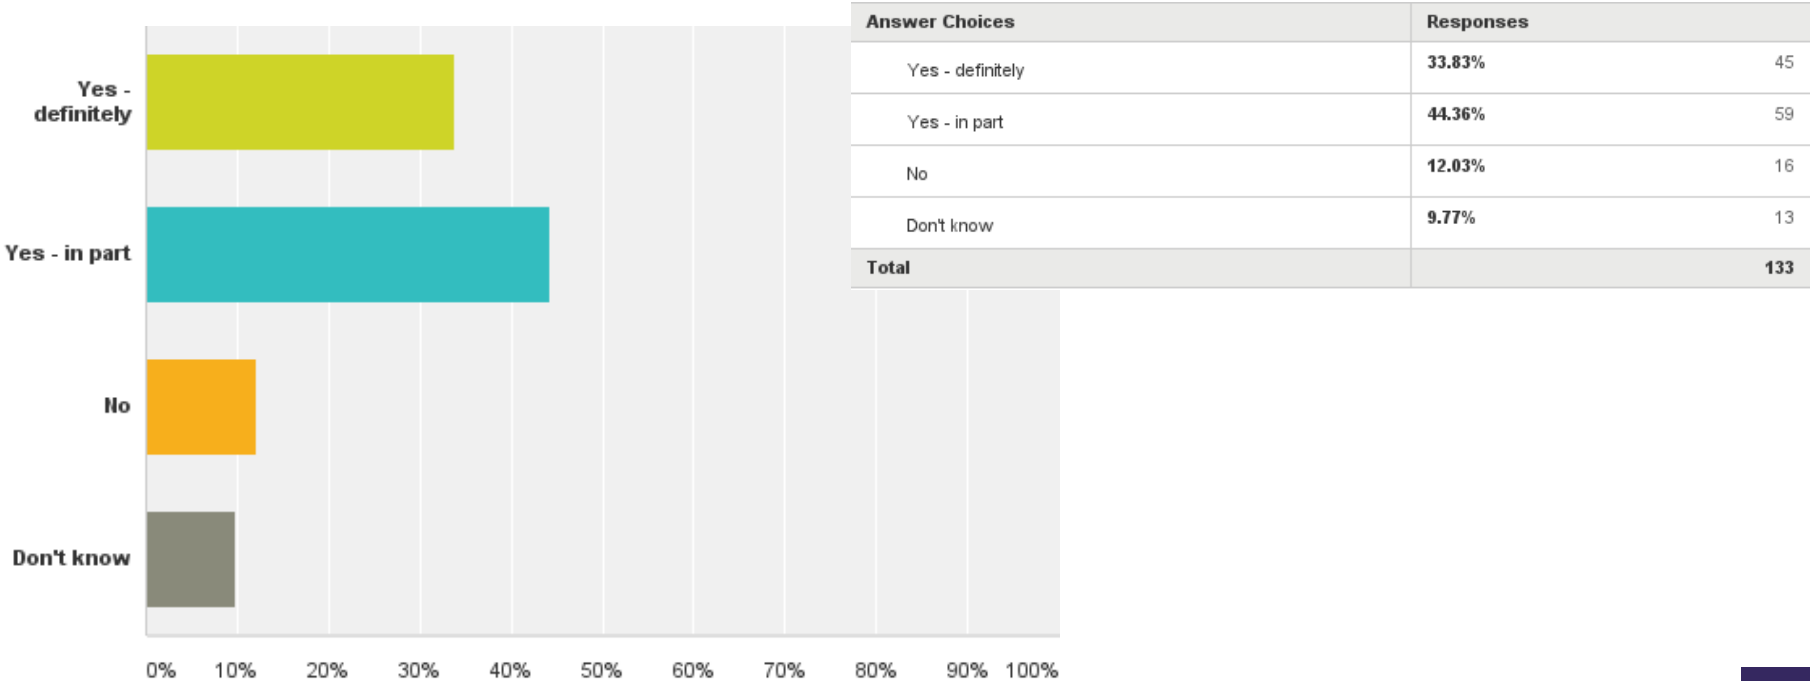 Answer Choices Responses
Yes - definitely 33.83% 45
Yes - in part 44.36% 59
No 12.03% 16
Don't know 9.77% 13
Total 133
Yes -
definitely
Yes - in part
No
Don't know
0% 10% 20% 30% 40% 50% 60% 70% 80% 90% 100%